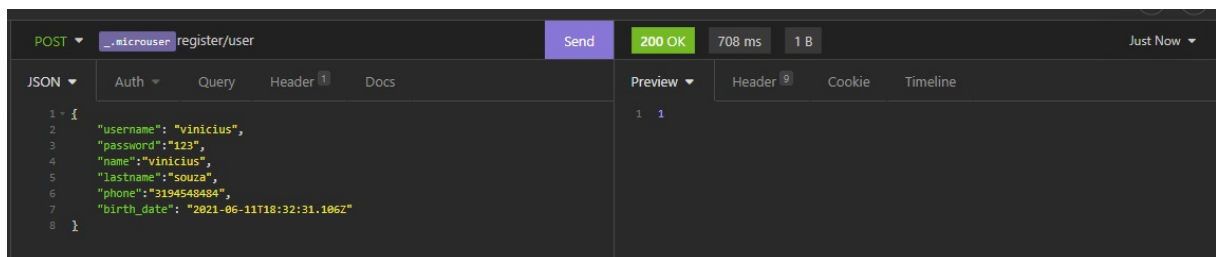 POST _.microuser register/user Send 200 OK 708 ms 1 B Just Now
JSON Auth Query Header 1 Docs Preview Header 9 Cookie Timeline
1 {
2 "username": "vinicius",
3 "password":"123",
4 "name":"vinicius",
5 "lastname":"souza",
6 "phone":"3194548484",
7 "birth_date": "2021-06-11T18:32:31.106Z"
8 }
1 1